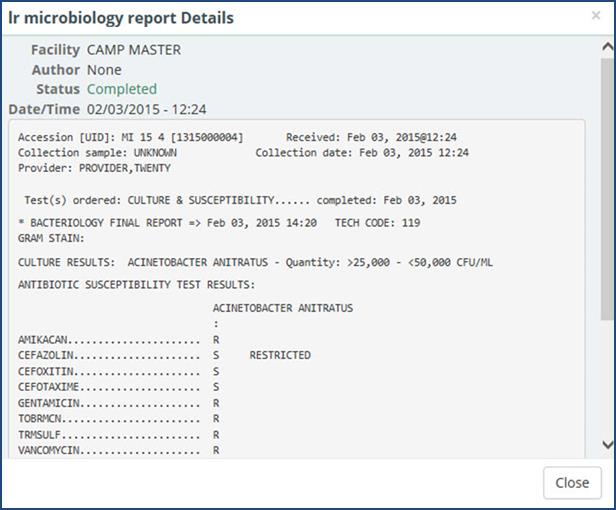 lr microbiology report Details
×
Facility CAMP MASTER
Author None
Status Completed
Date/Time 02/03/2015 - 12:24
Accession [UID]: MI 15 4 [1315000004] Received: Feb 03, 2015@12:24
Collection sample: UNKNOWN Collection date: Feb 03, 2015 12:24
Provider: PROVIDER,TWENTY
Test(s) ordered: CULTURE & SUSCEPTIBILITY...... completed: Feb 03, 2015
* BACTERIOLOGY FINAL REPORT => Feb 03, 2015 14:20 TECH CODE: 119
GRAM STAIN:
CULTURE RESULTS: ACINETOBACTER ANITRATUS - Quantity: >25,000 - <50,000 CFU/ML
ANTIBIOTIC SUSCEPTIBILITY TEST RESULTS:
ACINETOBACTER ANITRATUS
:
AMIKACAN...................... R
CEFAZOLIN..................... S RESTRICTED
CEFOXITIN..................... S
CEFOTAXIME.................... S
GENTAMICIN.................... R
TOBRMCN....................... R
TRMSULF....................... R
VANCOMYCIN.................... R
Close